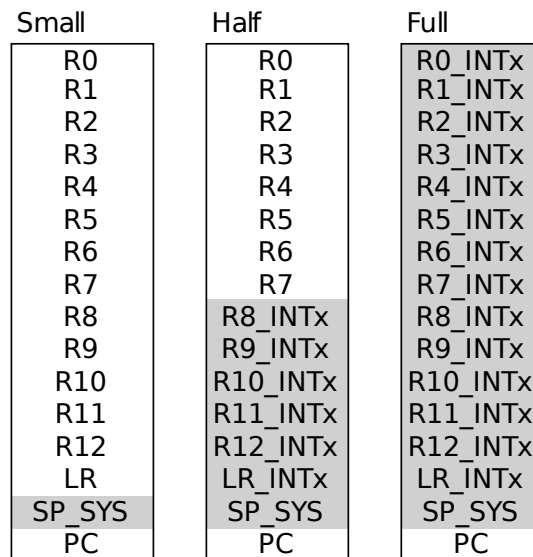 Small Half Full
R0 R0 R0_INTx
R1 R1 R1_INTx
R2 R2 R2_INTx
R3 R3 R3_INTx
R4 R4 R4_INTx
R5 R5 R5_INTx
R6 R6 R6_INTx
R7 R7 R7_INTx
R8 R8_INTx R8_INTx
R9 R9_INTx R9_INTx
R10 R10_INTx R10_INTx
R11 R11_INTx R11_INTx
R12 R12_INTx R12_INTx
LR LR_INTx LR_INTx
SP_SYS SP_SYS SP_SYS
PC PC PC